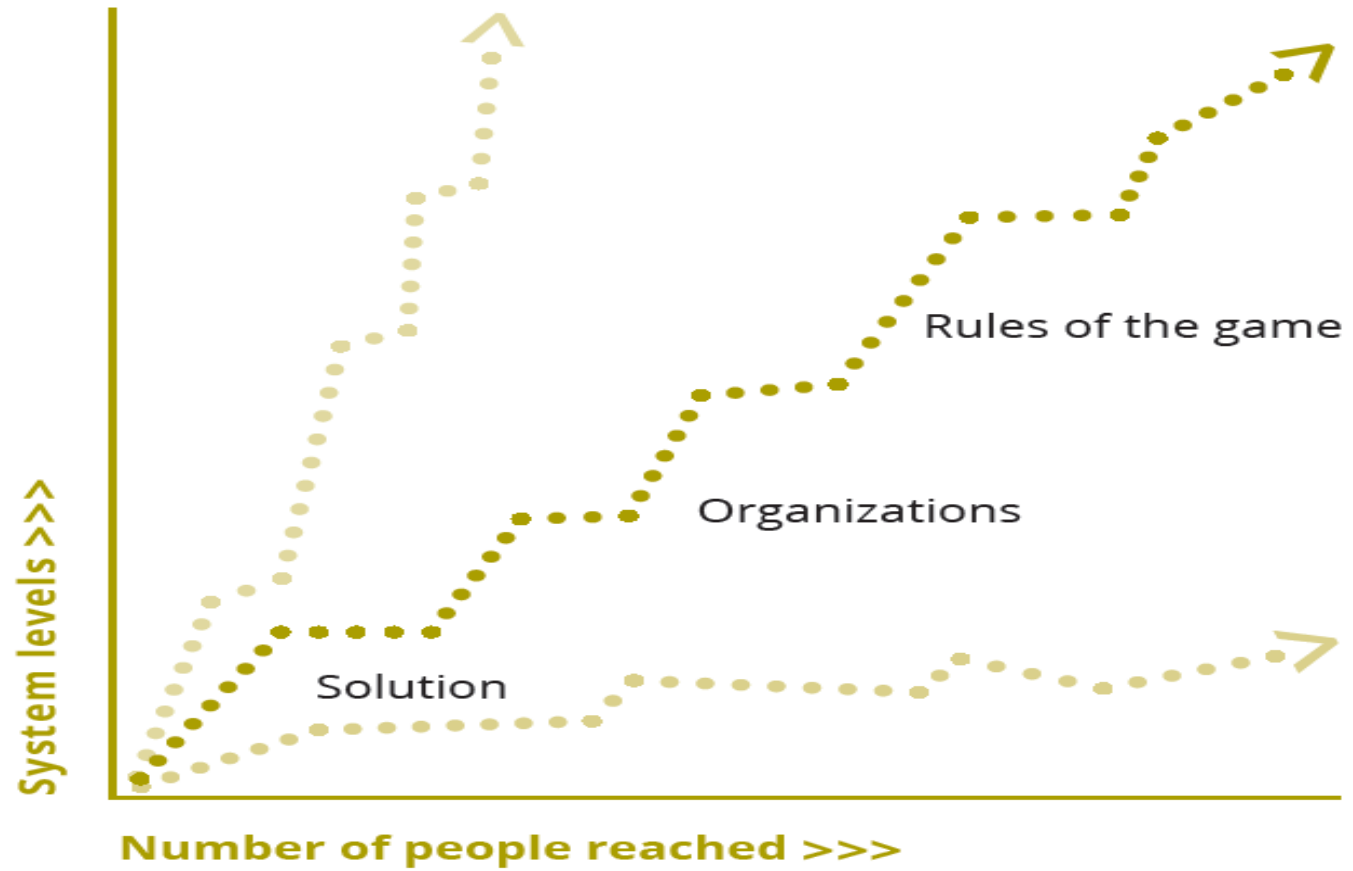 Rules of the game
Organizations
Solution
System levels >>>
Number of people reached >>>